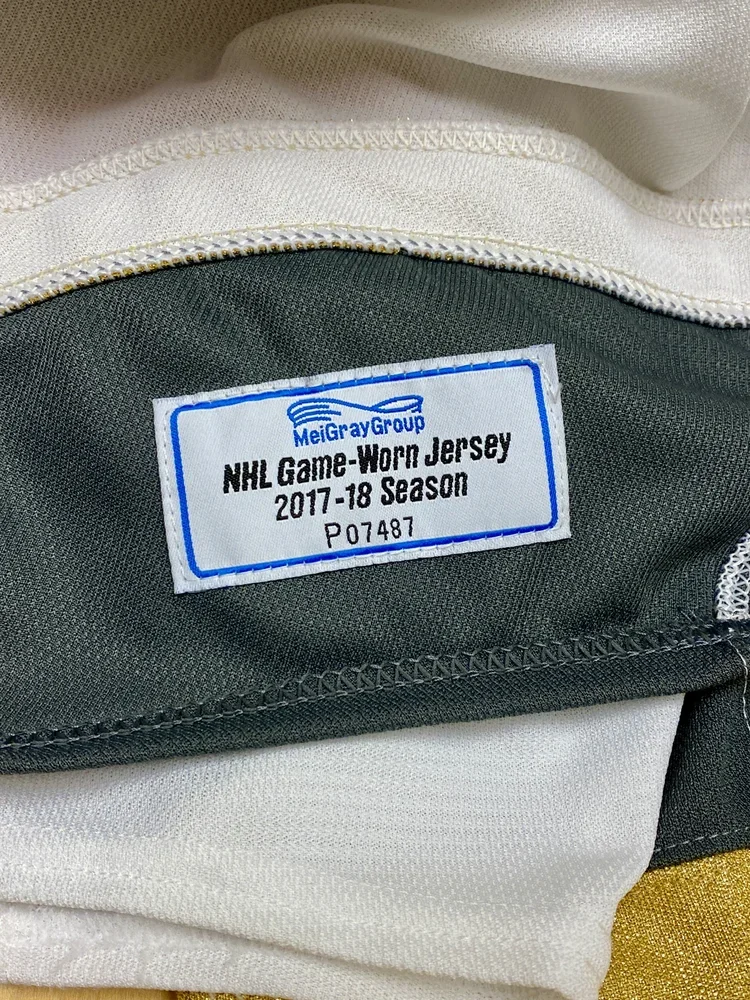 MeiGrayGroup
NHL Game-Worn Jersey
2017-18 Season
P07487